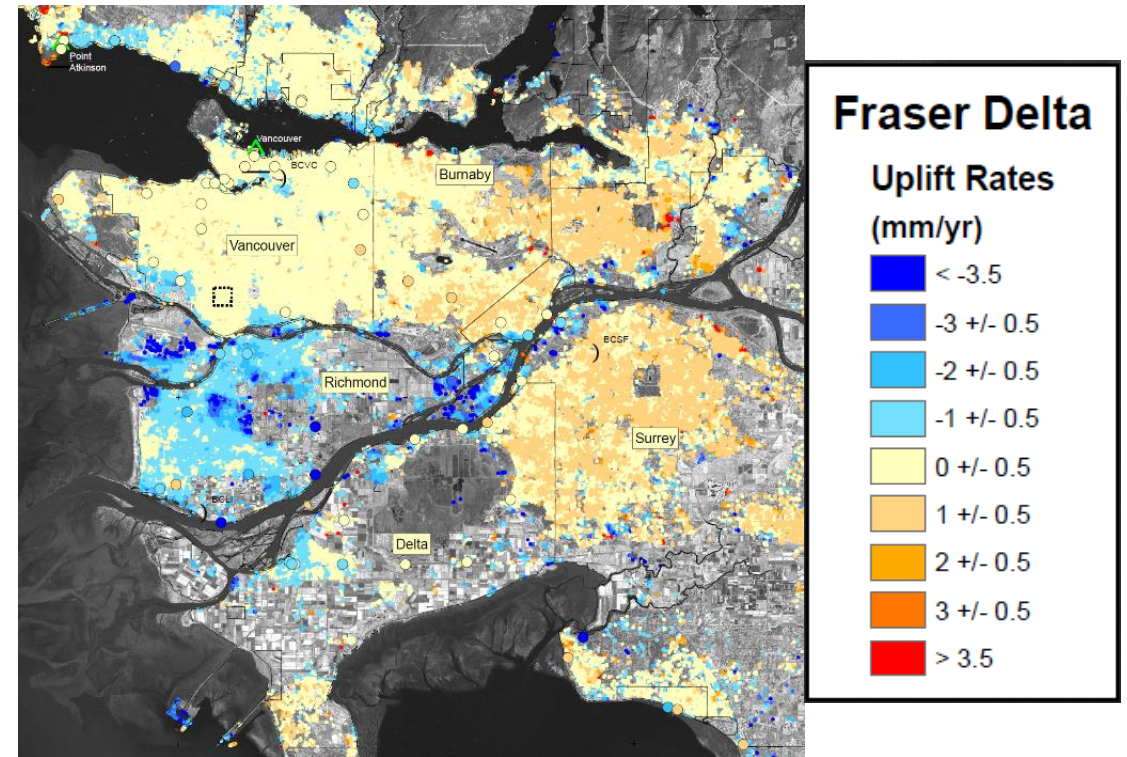 Point
Atkinson
Vancouver
BCVC
Burnaby
Vancouver
BCSF
Richmond
Surrey
BCLI
Delta
Fraser Delta
Uplift Rates
(mm/yr)
< -3.5
-3 +/- 0.5
-2 +/- 0.5
-1 +/- 0.5
0 +/- 0.5
1 +/- 0.5
2 +/- 0.5
3 +/- 0.5
> 3.5